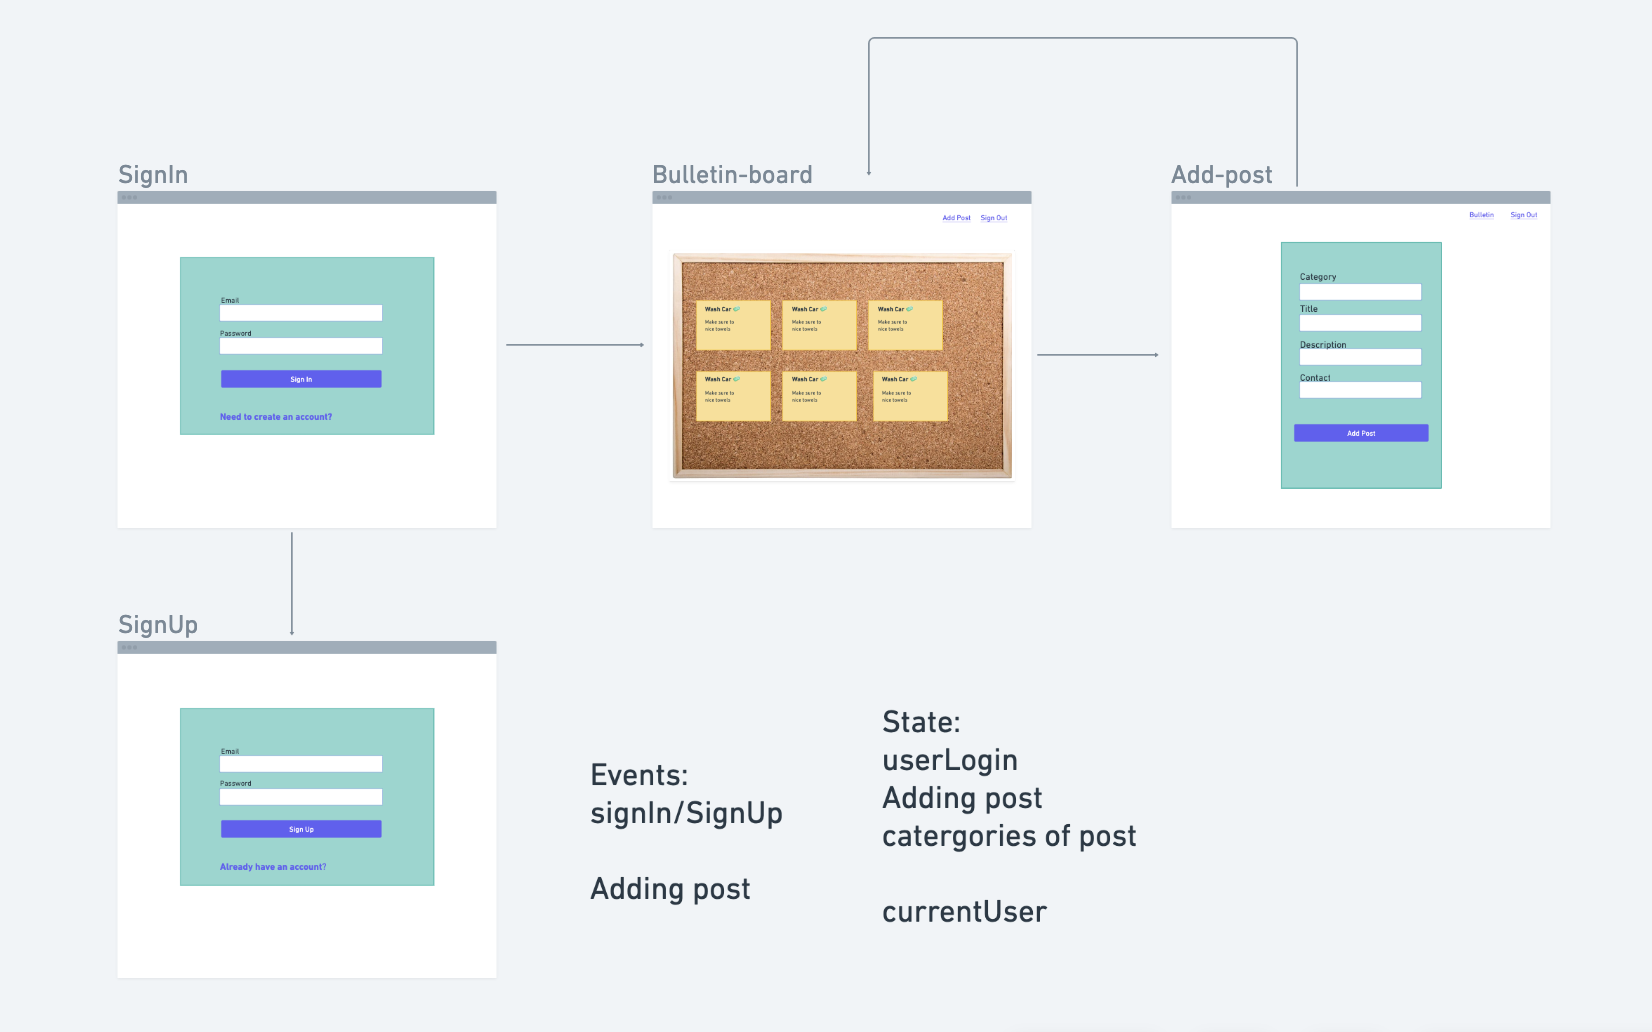 SignIn
Email
Password
Sign In
Need to create an account?
Bulletin-board
Add Post Sign Out
Wash Car
Make sure to
nice towels
Wash Car
Make sure to
nice towels
Wash Car
Make sure to
nice towels
Wash Car
Make sure to
nice towels
Wash Car
Make sure to
nice towels
Wash Car
Make sure to
nice towels
Add-post
Bulletin Sign Out
Category
Title
Description
Contact
Add Post
SignUp
Email
Password
Sign Up
Already have an account?
Events:
signIn/SignUp
Adding post
State:
userLogin
Adding post
catergories of post
currentUser